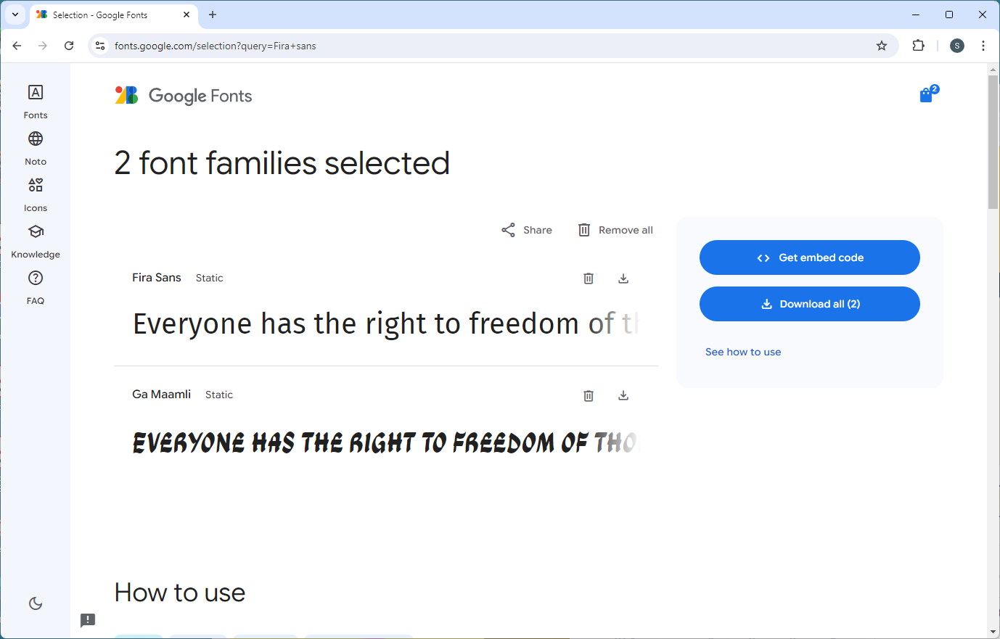 Selection - Google Fonts
fonts.google.com/selection?query=Fira+sans
S
Fonts
Noto
Icons
Knowledge
FAQ
Google Fonts
2
2 font families selected
Share
Remove all
Get embed code
Download all (2)
See how to use
Fira Sans
Static
Everyone has the right to freedom of th
Ga Maamli
Static
EVERYONE HAS THE RIGHT TO FREEDOM OF THO
How to use